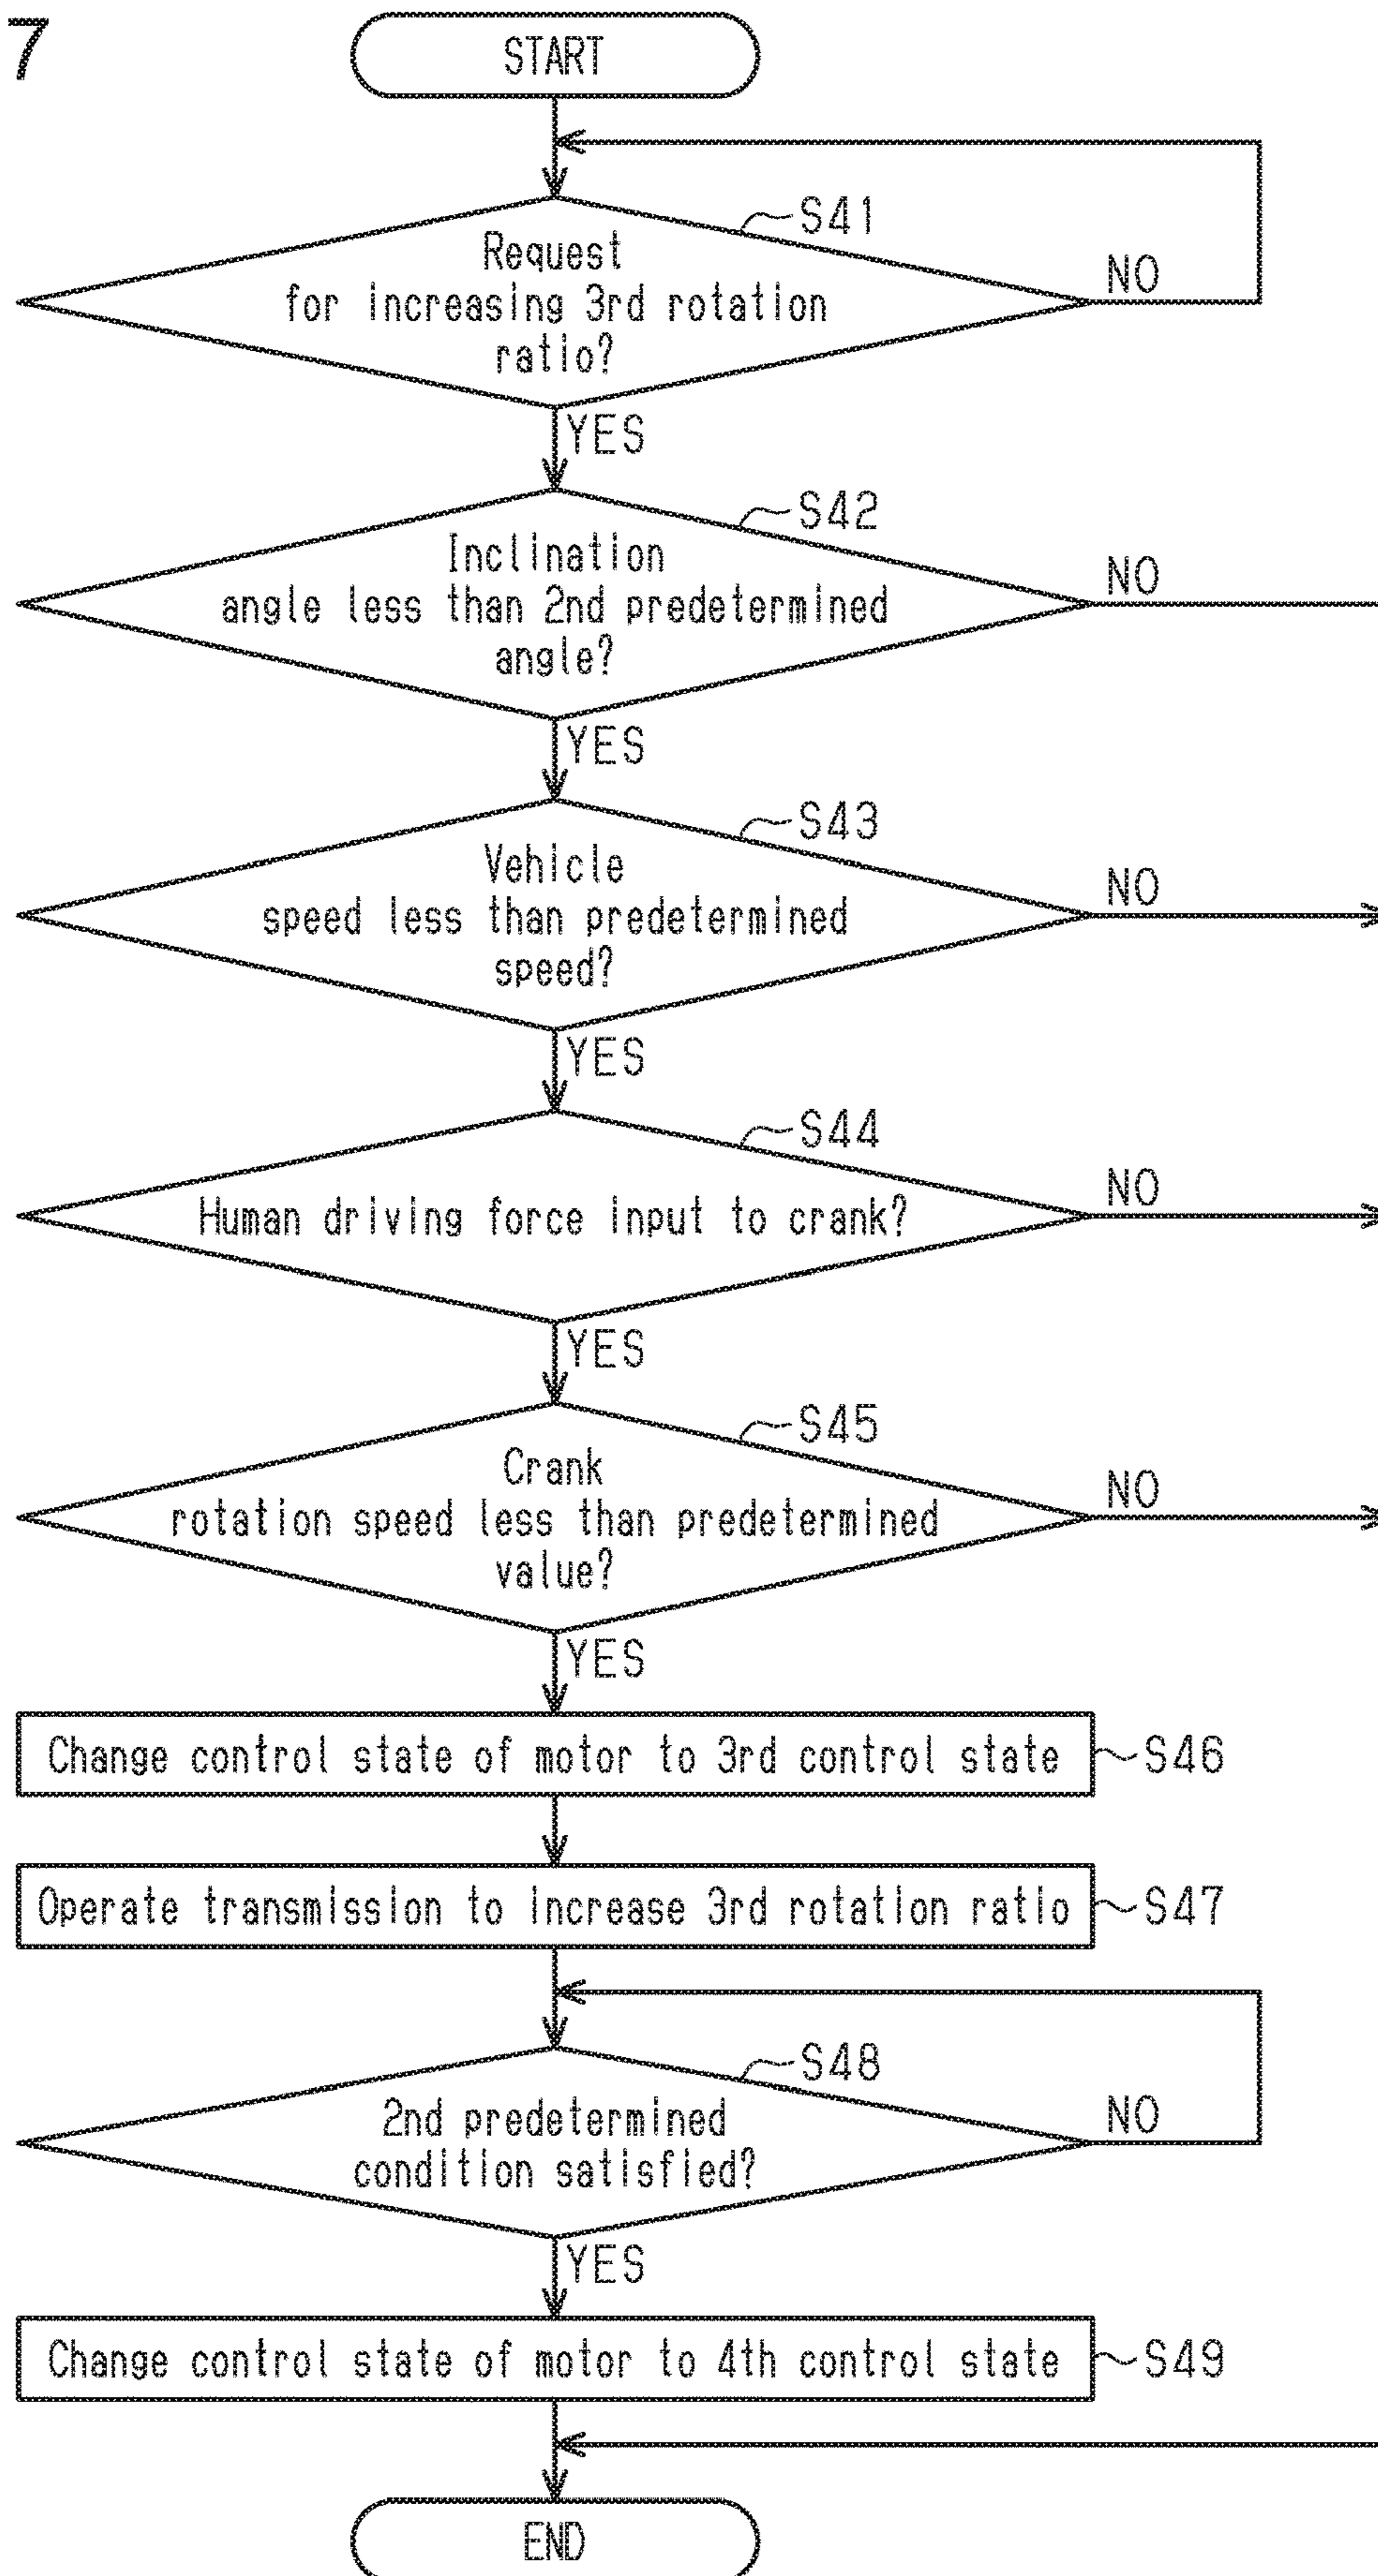 7
START
S41
Request
for increasing 3rd rotation
ratio?
NO
YES
S42
Inclination
angle less than 2nd predetermined
angle?
NO
YES
S43
Vehicle
speed less than predetermined
speed?
NO
YES
S44
Human driving force input to crank?
NO
YES
S45
Crank
rotation speed less than predetermined
value?
NO
YES
Change control state of motor to 3rd control state
S46
Operate transmission to increase 3rd rotation ratio
S47
S48
2nd predetermined
condition satisfied?
NO
YES
Change control state of motor to 4th control state
S49
END